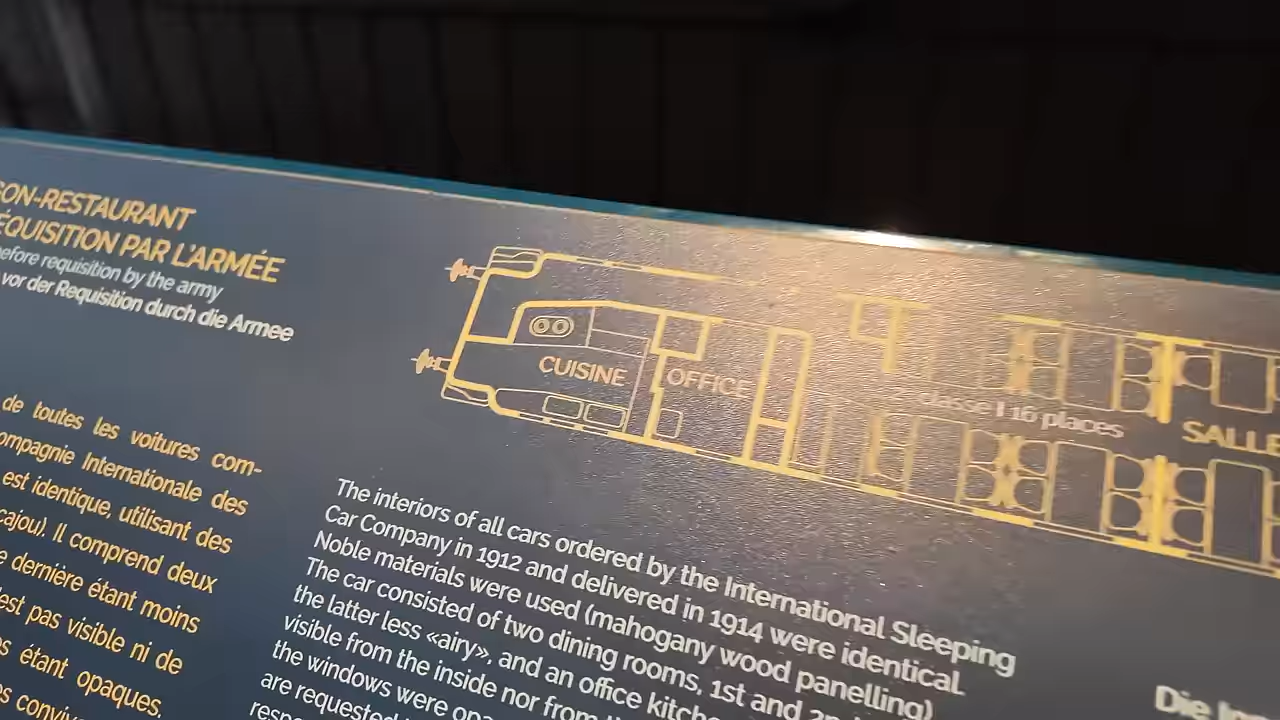 SON-RESTAURANT
ÉQUISITION PAR L'ARMÉE
before requisition by the army
vor der Requisition durch die Armee
CUISINE
OFFICE
classe I 16 places
SALLE
de toutes les voitures com-
ompagnie Internationale des
est identique, utilisant des
cajou). Il comprend deux
e dernière étant moins
'est pas visible ni de
s étant opaques.
The interiors of all cars ordered by the International Sleeping
Car Company in 1912 and delivered in 1914 were identical.
Noble materials were used (mahogany wood panelling)
The car consisted of two dining rooms, 1st and
the latter less «airy», and an office
visible from the inside nor from
the windows were
are requested
Die